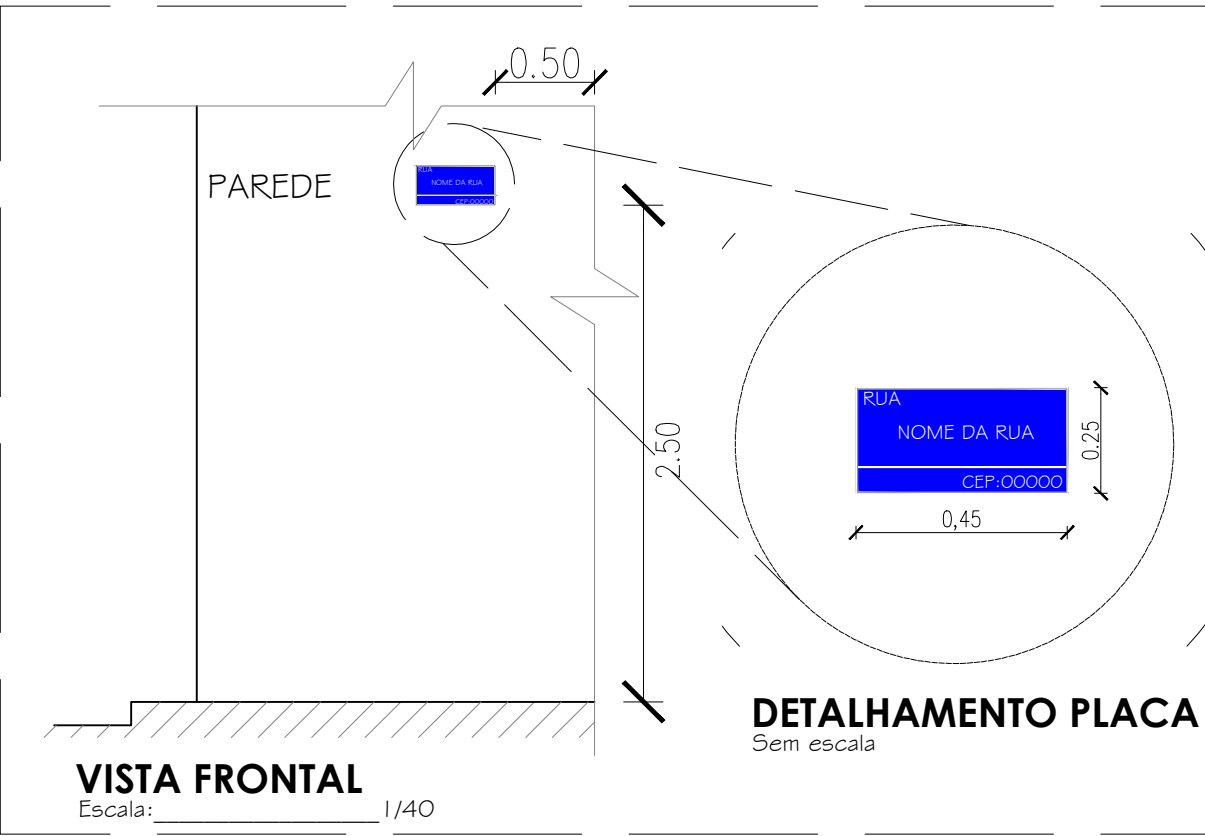 0.50
PAREDE
RUA
NOME DA RUA
CEP:00000
2.50
RUA
NOME DA RUA
CEP:00000
0.25
0,45
DETALHAMENTO PLACA
Sem escala
VISTA FRONTAL
Escala:__________________1/40